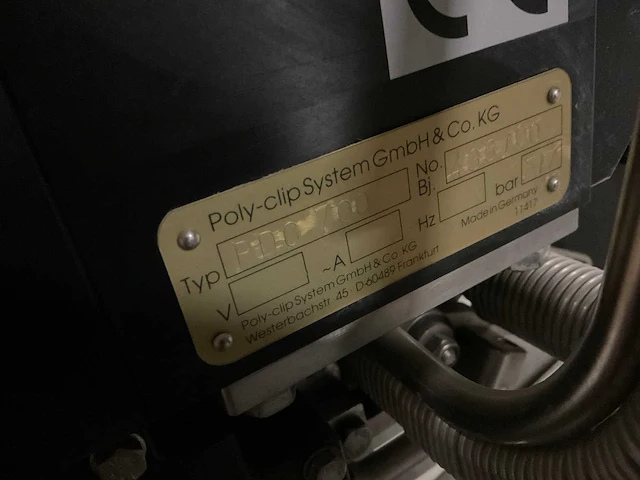 Poly-clip System GmbH & Co. KG
Typ
No.
Bj.
V
~A
Hz
bar
Poly-clip System GmbH & Co. KG
Westerbachstr. 45 · D-60489 Frankfurt
Made in Germany
11417